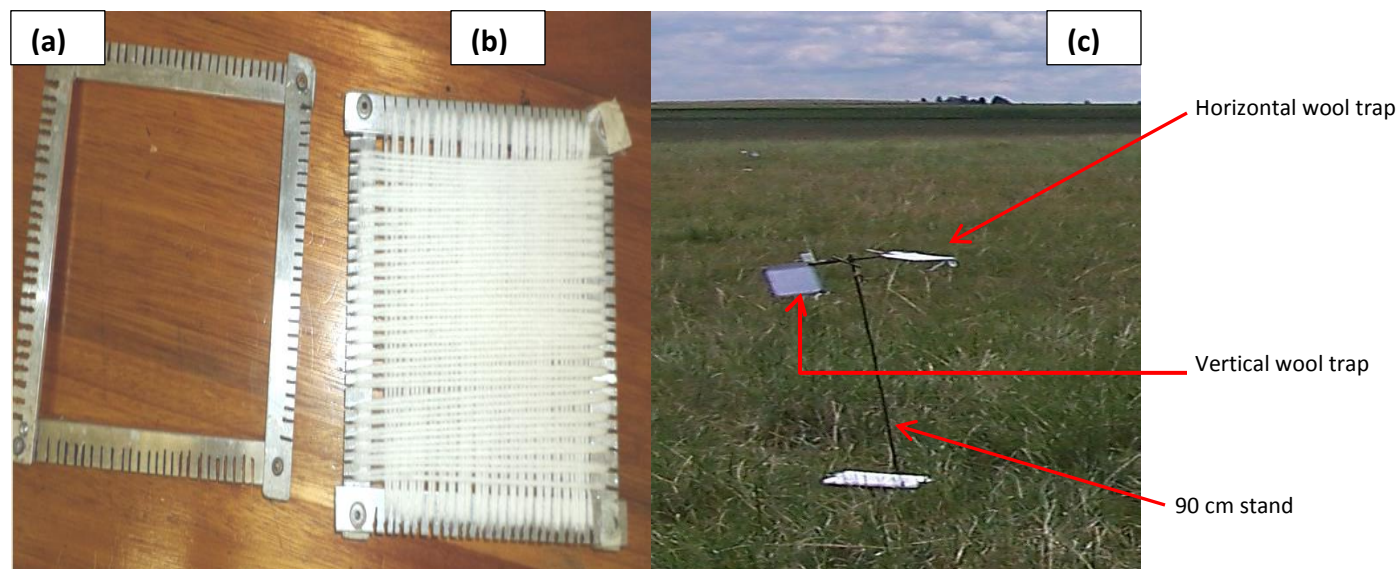 (a)
(b)
(c)
Horizontal wool trap
Vertical wool trap
90 cm stand